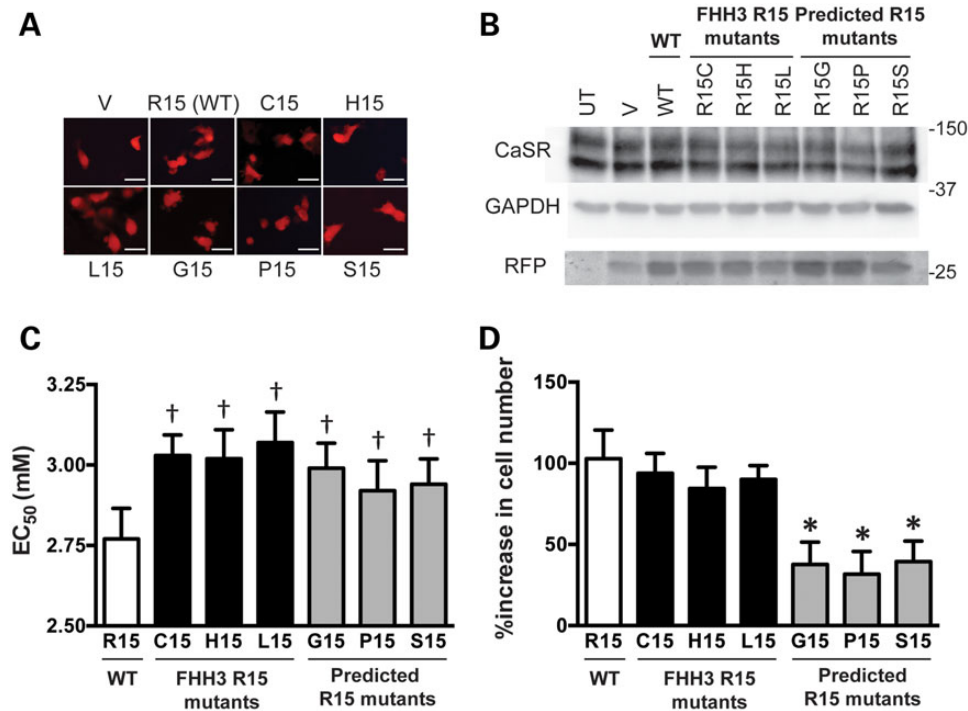 A
V R15 (WT) C15 H15
L15 G15 P15 S15
B
FHH3 R15 Predicted R15
WT mutants mutants
UT V WT R15C R15H R15L R15G R15P R15S
CaSR
-150
GAPDH
-37
RFP
-25
C
EC50 (mM)
3.25
3.00
2.75
2.50
† † † † † †
R15 C15 H15 L15 G15 P15 S15
WT FHH3 R15 Predicted
mutants R15 mutants
D
%increase in cell number
150
100
50
0
* * *
R15 C15 H15 L15 G15 P15 S15
WT FHH3 R15 Predicted
mutants R15 mutants